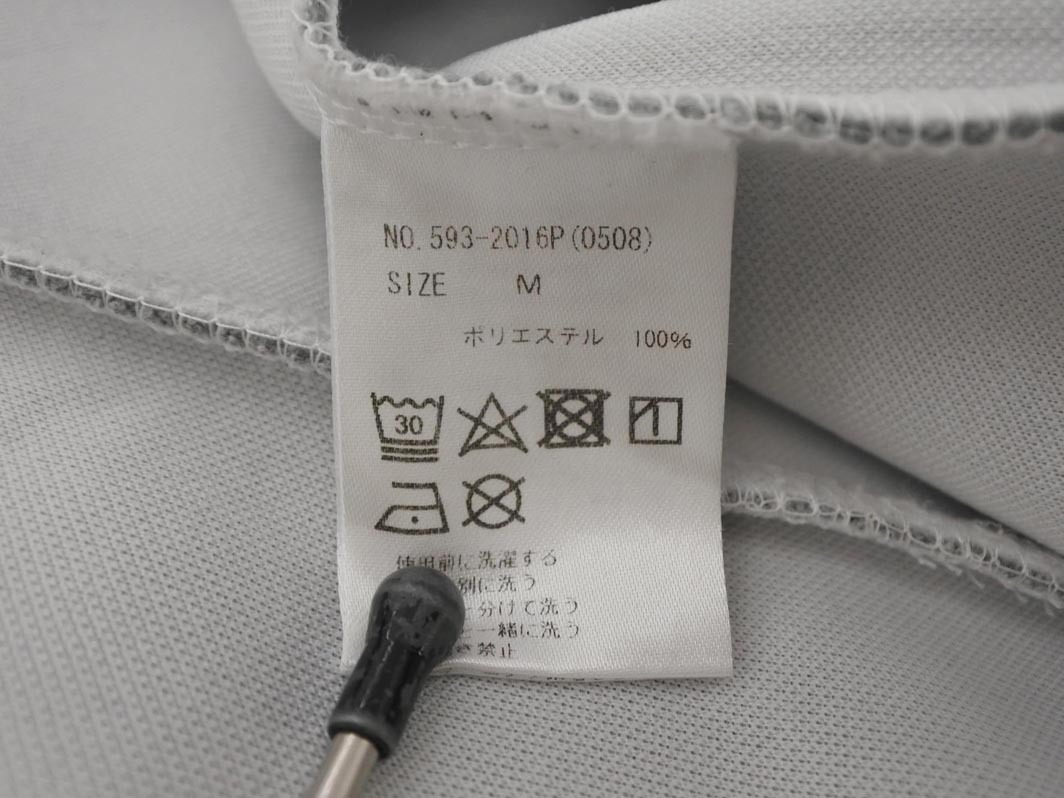 NO. 593-2016P(0508)
SIZE M
ポリエステル 100%
30
使用前に洗濯する
別に洗う
分けて洗う
一緒に洗う
禁止